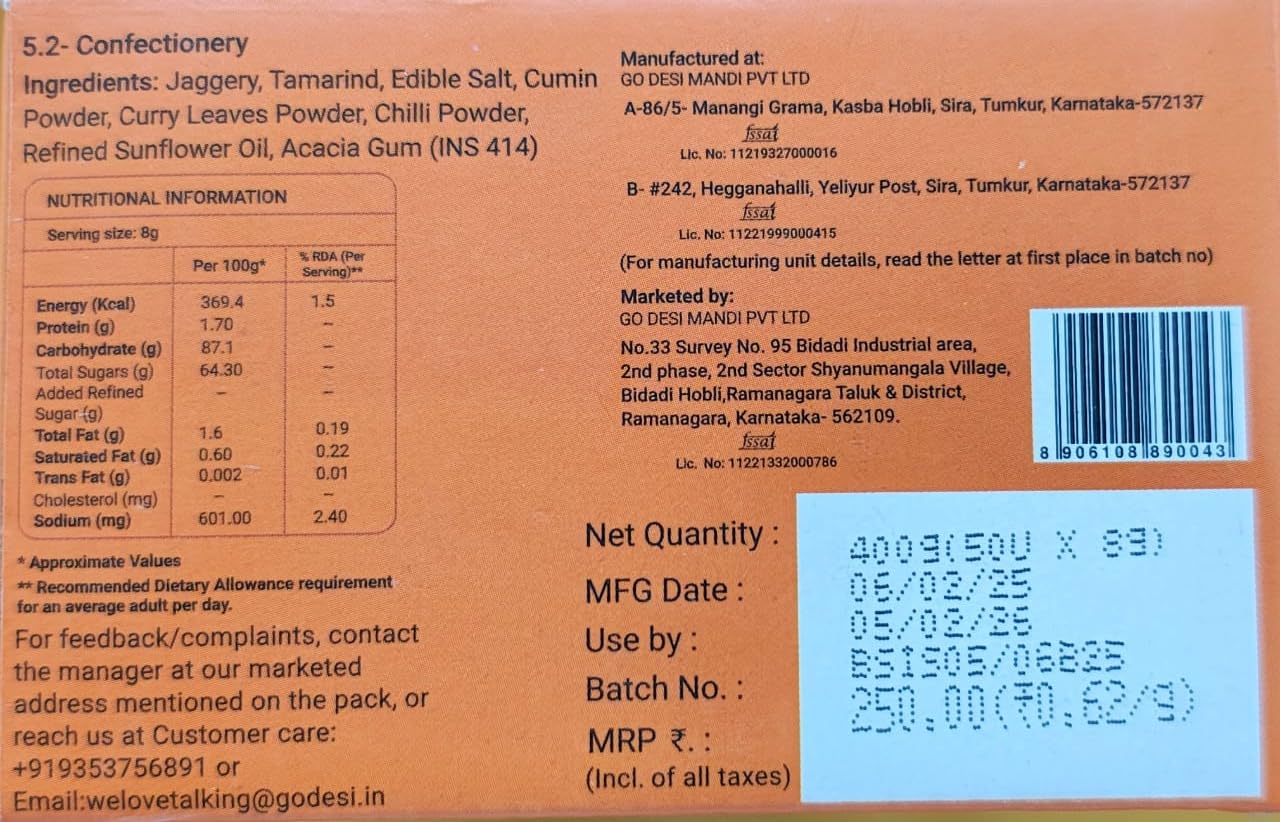 5.2- Confectionery
Ingredients: Jaggery, Tamarind, Edible Salt, Cumin
Powder, Curry Leaves Powder, Chilli Powder,
Refined Sunflower Oil, Acacia Gum (INS 414)
NUTRITIONAL INFORMATION
Serving size: 8g
Per 100g* % RDA (Per
Serving)**
Energy (Kcal) 369.4 1.5
Protein (g) 1.70 –
Carbohydrate (g) 87.1 –
Total Sugars (g) 64.30 –
Added Refined – –
Sugar (g)
Total Fat (g) 1.6 0.19
Saturated Fat (g) 0.60 0.22
Trans Fat (g) 0.002 0.01
Cholesterol (mg) – –
Sodium (mg) 601.00 2.40
* Approximate Values
** Recommended Dietary Allowance requirement
for an average adult per day.
For feedback/complaints, contact
the manager at our marketed
address mentioned on the pack, or
reach us at Customer care:
+919353756891 or
Email:welovetalking@godesi.in
Manufactured at:
GO DESI MANDI PVT LTD
A-86/5- Manangi Grama, Kasba Hobli, Sira, Tumkur, Karnataka-572137
fssai
Lic. No: 11219327000016
B- #242, Hegganahalli, Yeliyur Post, Sira, Tumkur, Karnataka-572137
fssai
Lic. No: 11221999000415
(For manufacturing unit details, read the letter at first place in batch no)
Marketed by:
GO DESI MANDI PVT LTD
No.33 Survey No. 95 Bidadi Industrial area,
2nd phase, 2nd Sector Shyanumangala Village,
Bidadi Hobli,Ramanagara Taluk & District,
Ramanagara, Karnataka- 562109.
fssai
Lic. No: 11221332000786
8 906108 890043
Net Quantity : 400g(50U X 8g)
MFG Date : 06/02/25
Use by : 05/02/26
Batch No. :
MRP ₹. : 250.00(₹0.62/g)
(Incl. of all taxes)